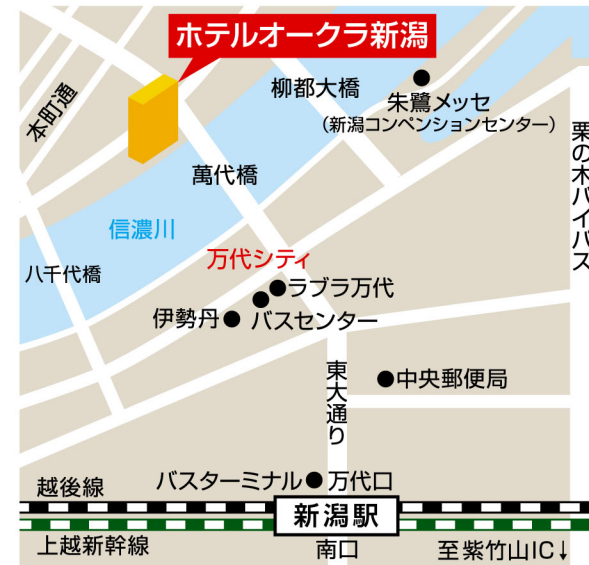 ホテルオークラ新潟
本町通
柳都大橋
朱鷺メッセ
(新潟コンペンションセンター)
栗の木バイパス
萬代橋
信濃川
八千代橋
万代シティ
ラブラ万代
伊勢丹
バスセンター
東大通り
中央郵便局
バスターミナル
万代口
越後線
新潟駅
上越新幹線
南口
至紫竹山IC↓